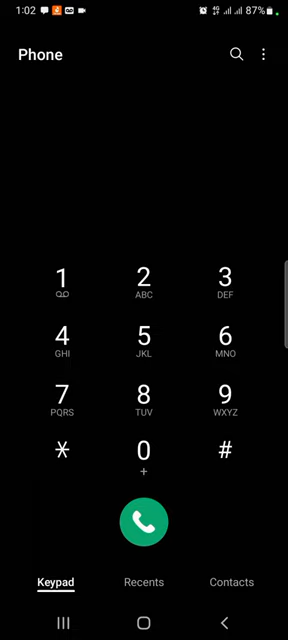 1:02 4G 87%
Phone
1 2 3
ABC DEF
4 5 6
GHI JKL MNO
7 8 9
PQRS TUV WXYZ
* 0 #
+
Keypad Recents Contacts